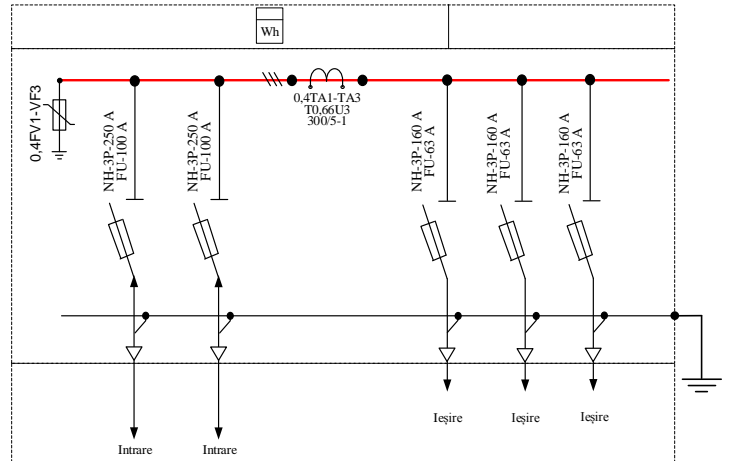 Wh
0,4FV1-VF3
NH-3P-250 A
FU-100 A
NH-3P-250 A
FU-100 A
0,4TA1-TA3
T0,66U3
300/5-1
NH-3P-160 A
FU-63 A
NH-3P-160 A
FU-63 A
NH-3P-160 A
FU-63 A
Intrare
Intrare
Ieșire
Ieșire
Ieșire